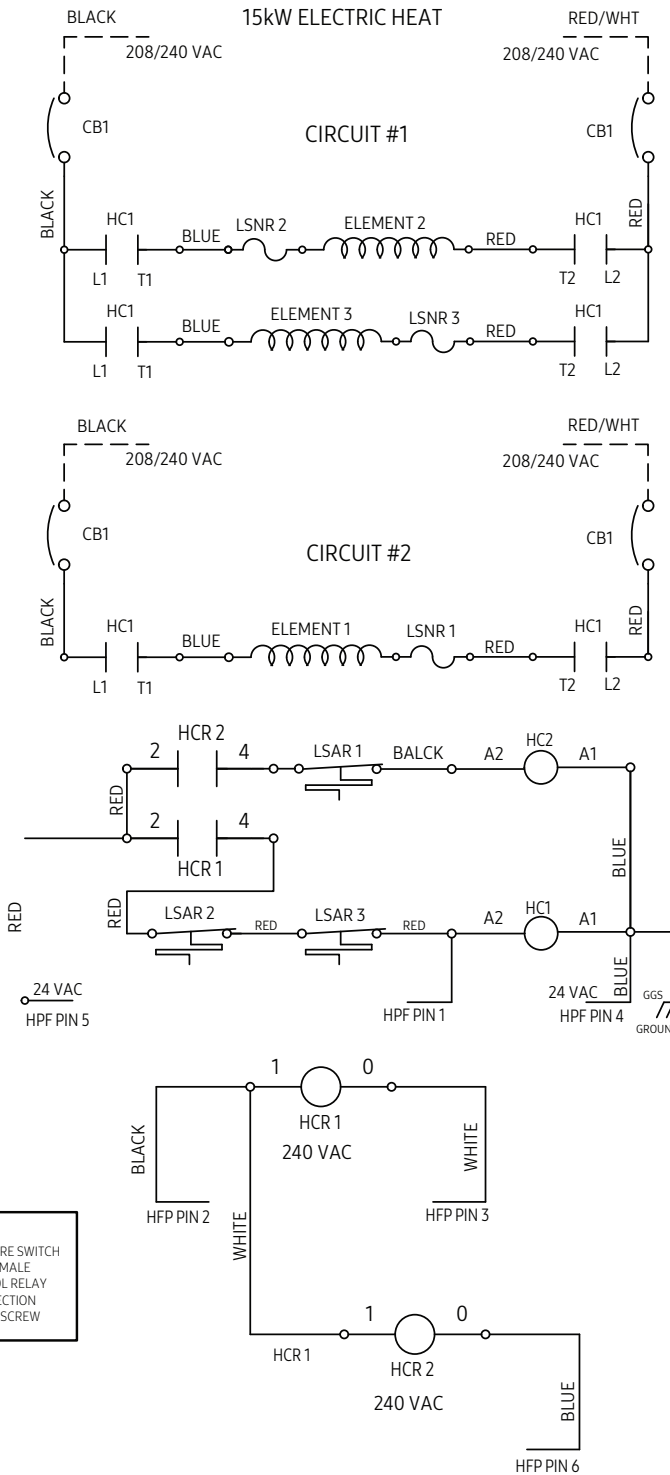 15kW ELECTRIC HEAT
BLACK RED/WHT
208/240 VAC 208/240 VAC
CB1 CIRCUIT #1 CB1
BLACK RED
HC1 BLUE LSNR 2 ELEMENT 2 RED HC1
L1 T1 T2 L2
HC1 BLUE ELEMENT 3 LSNR 3 RED HC1
L1 T1 T2 L2
BLACK RED/WHT
208/240 VAC 208/240 VAC
CB1 CIRCUIT #2 CB1
BLACK RED
HC1 BLUE ELEMENT 1 LSNR 1 RED HC1
L1 T1 T2 L2
HCR 2
2 4 LSAR 1 BALCK A2 HC2 A1
RED
2 4
HCR 1
BLUE
RED
RED LSAR 2 RED LSAR 3 RED A2 HC1 A1
BLUE
24 VAC
HPF PIN 5
HPF PIN 1
24 VAC
HPF PIN 4
GGS
1 0
HCR 1
240 VAC
BLACK WHITE
HFP PIN 2 HFP PIN 3
WHITE
RE SWITCH
MALE
OL RELAY
ECTION
SCREW
HCR 1 1 0
HCR 2
240 VAC
BLUE
HFP PIN 6